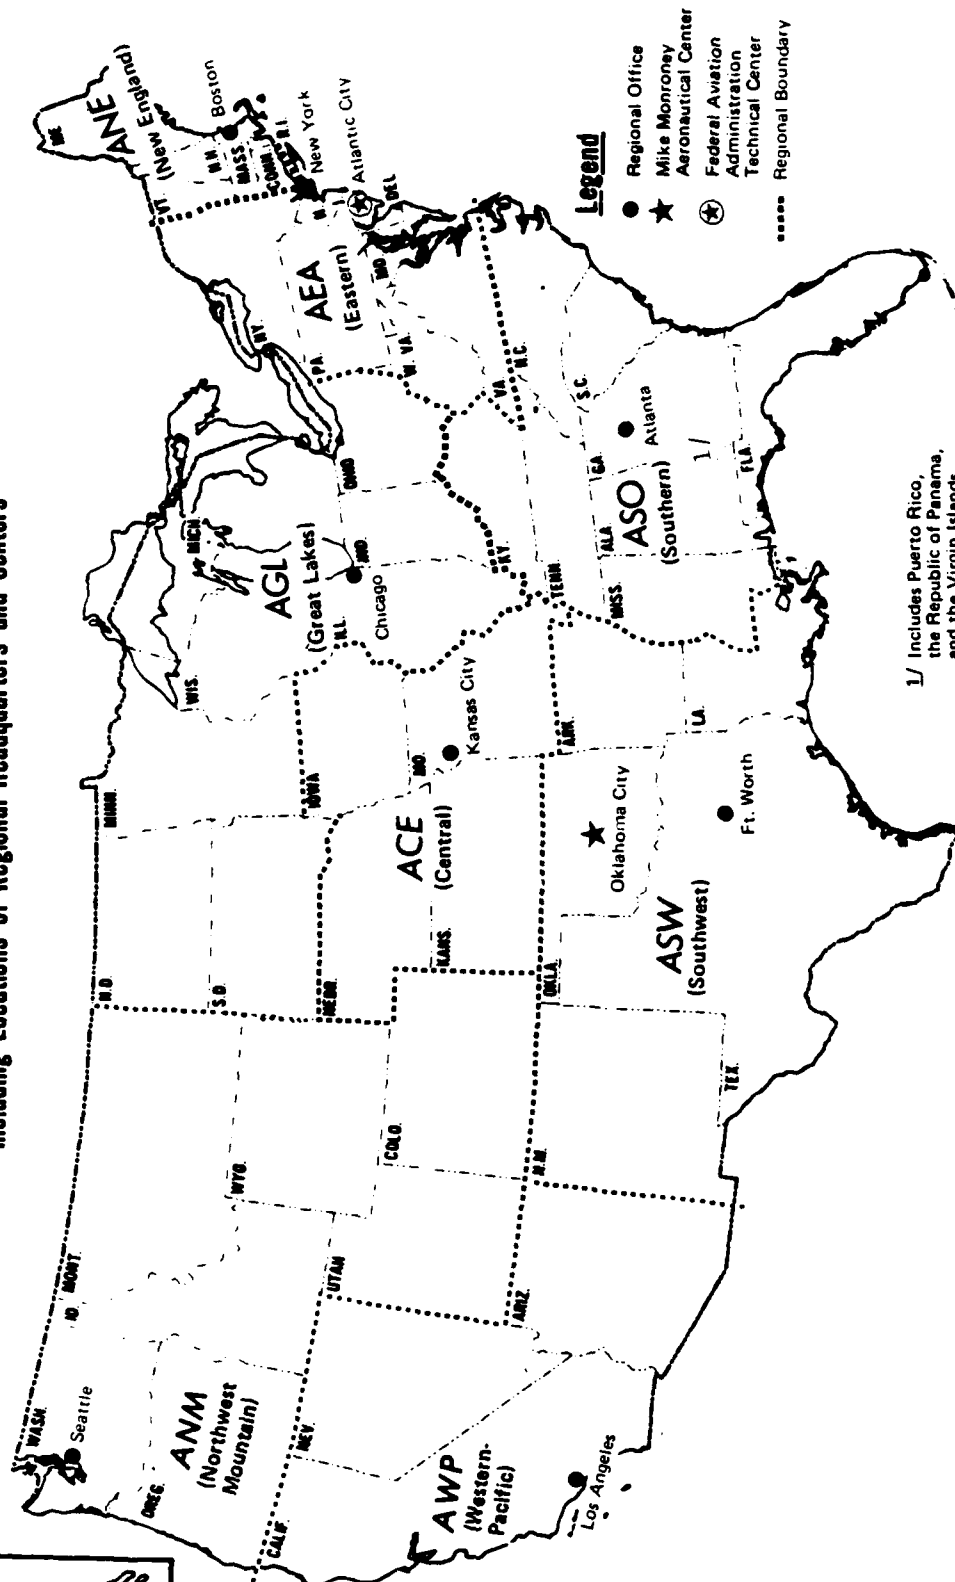 Including Locations of Regional Headquarters and Centers
WASH.
Seattle
OREG.
ID.
MONT.
ANM
(Northwest
Mountain)
CALIF.
NEV.
AWP
(Western-
Pacific)
Los Angeles
UTAH
ARIZ.
WYO.
COLO.
N.M.
N.D.
S.D.
NEBR.
KANS.
OKLA.
TEX.
ACE
(Central)
ASW
(Southwest)
Oklahoma City
Ft. Worth
MINN.
IOWA
MO.
Kansas City
ARK.
LA.
WIS.
MICH.
AGL
(Great Lakes)
ILL.
IND.
Chicago
OHIO
KY.
TENN.
MISS.
ALA.
GA.
ASO
(Southern)
Atlanta
1/
FLA.
S.C.
N.C.
VA.
W. VA.
PA.
N.Y.
AEA
(Eastern)
MD.
DEL.
N.J.
Atlantic City
New York
VT.
N.H.
MASS.
CONN.
R.I.
Boston
ME.
ANE
(New England)
Legend
Regional Office
Mike Monroney
Aeronautical Center
Federal Aviation
Administration
Technical Center
Regional Boundary
1/ Includes Puerto Rico,
the Republic of Panama,
and the Virgin Islands